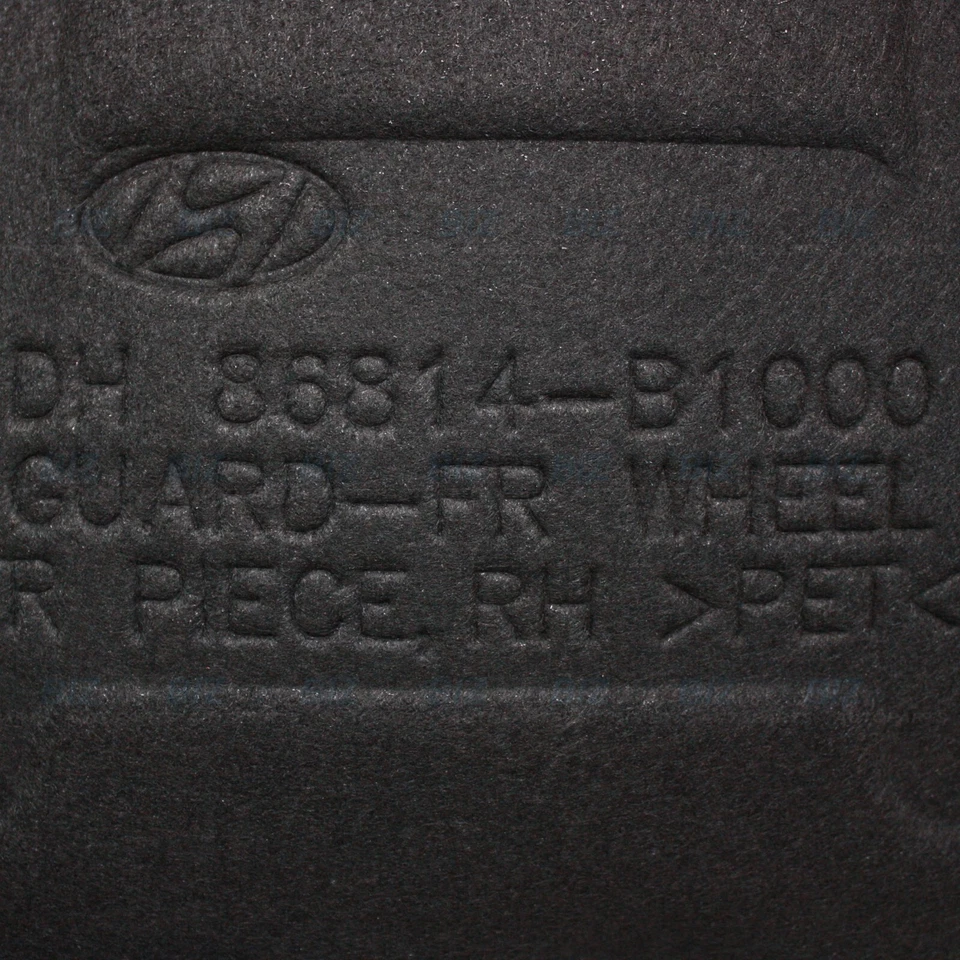 DH 86814-B1000
GUARD-FR WHEEL
R PIECE, RH >PET<